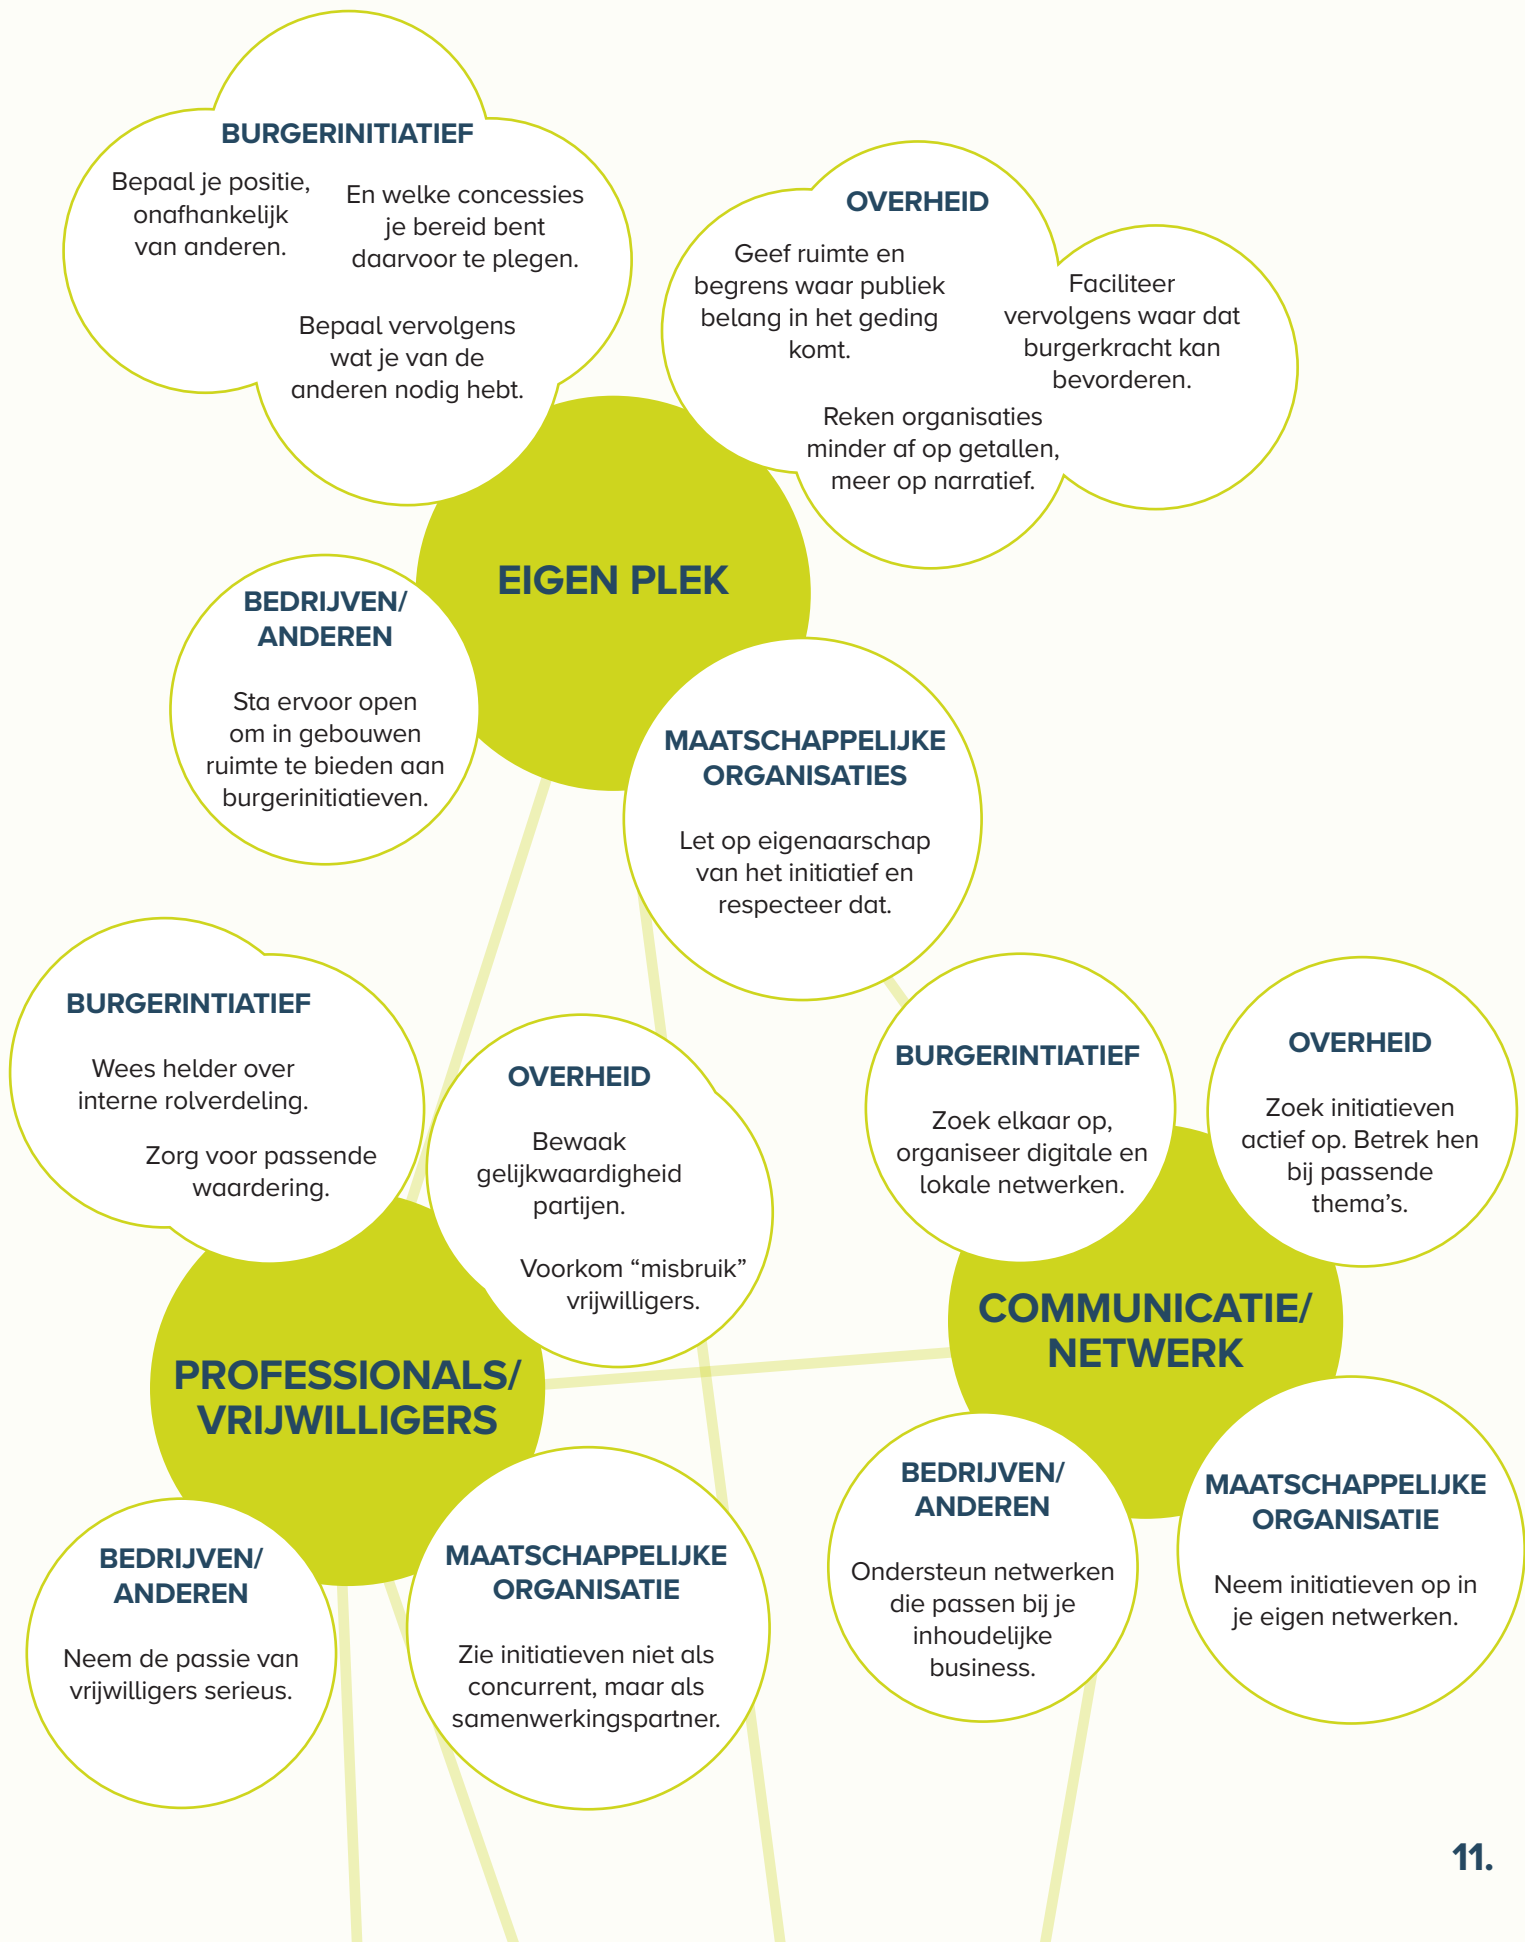 BURGERINITIATIEF
Bepaal je positie,
onafhankelijk
van anderen.
En welke concessies
je bereid bent
daarvoor te plegen.
Bepaal vervolgens
wat je van de
anderen nodig hebt.
OVERHEID
Geef ruimte en
begrens waar publiek
belang in het geding
komt.
Faciliteer
vervolgens waar dat
burgerkracht kan
bevorderen.
Reken organisaties
minder af op getallen,
meer op narratief.
EIGEN PLEK
BEDRIJVEN/
ANDEREN
Sta ervoor open
om in gebouwen
ruimte te bieden aan
burgerinitiatieven.
MAATSCHAPPELIJKE
ORGANISATIES
Let op eigenaarschap
van het initiatief en
respecteer dat.
BURGERINTIATIEF
Wees helder over
interne rolverdeling.
Zorg voor passende
waardering.
OVERHEID
Bewaak
gelijkwaardigheid
partijen.
Voorkom “misbruik”
vrijwilligers.
PROFESSIONALS/
VRIJWILLIGERS
BEDRIJVEN/
ANDEREN
Neem de passie van
vrijwilligers serieus.
MAATSCHAPPELIJKE
ORGANISATIE
Zie initiatieven niet als
concurrent, maar als
samenwerkingspartner.
BURGERINTIATIEF
Zoek elkaar op,
organiseer digitale en
lokale netwerken.
OVERHEID
Zoek initiatieven
actief op. Betrek hen
bij passende
thema’s.
COMMUNICATIE/
NETWERK
BEDRIJVEN/
ANDEREN
Ondersteun netwerken
die passen bij je
inhoudelijke
business.
MAATSCHAPPELIJKE
ORGANISATIE
Neem initiatieven op in
je eigen netwerken.
11.